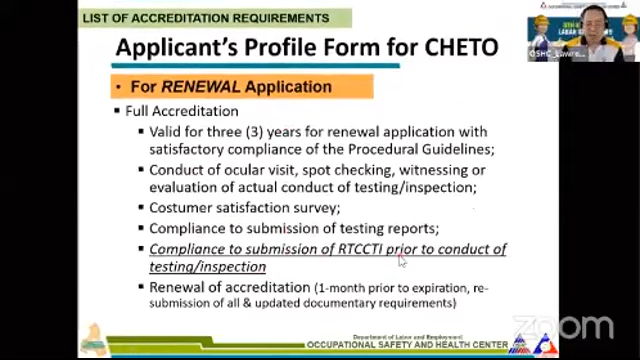 LIST OF ACCREDITATION REQUIREMENTS
Applicant's Profile Form for CHETO
• For RENEWAL Application
▪ Full Accreditation
▪ Valid for three (3) years for renewal application with
satisfactory compliance of the Procedural Guidelines;
▪ Conduct of ocular visit, spot checking, witnessing or
evaluation of actual conduct of testing/inspection;
▪ Costumer satisfaction survey;
▪ Compliance to submission of testing reports;
▪ Compliance to submission of RTCCTI prior to conduct of
testing/inspection
▪ Renewal of accreditation (1-month prior to expiration, re-
submission of all & updated documentary requirements)
Department of Labor and Employment
OCCUPATIONAL SAFETY AND HEALTH CENTER
zoom